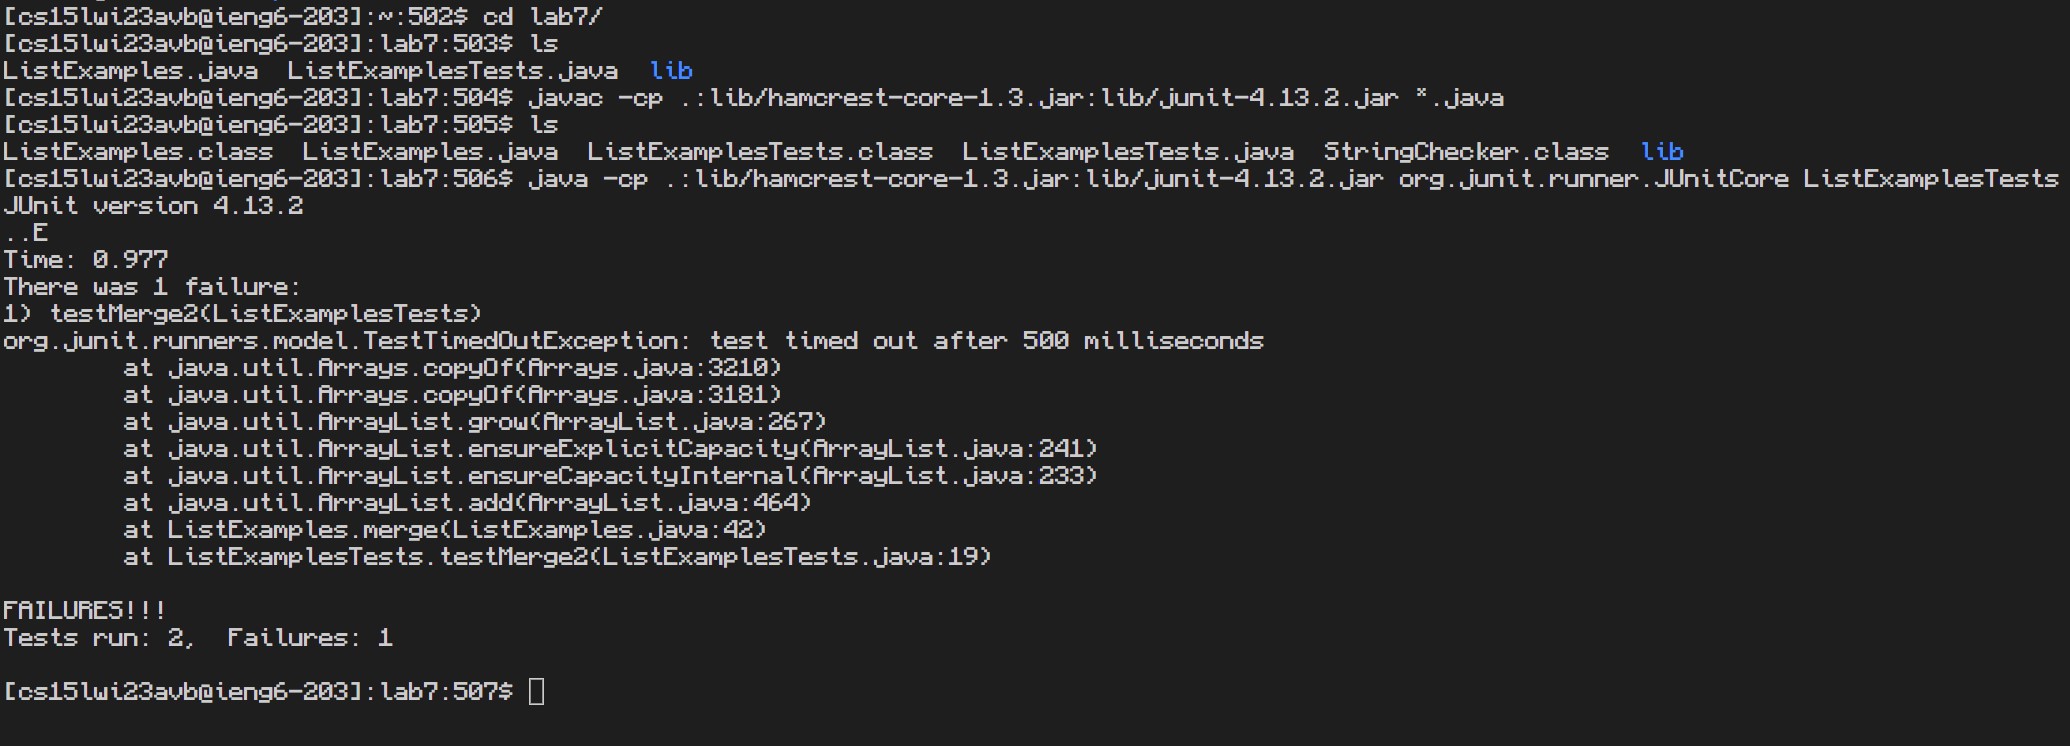 [cs15lwi23avb@ieng6-203]:~:502$ cd lab7/
[cs15lwi23avb@ieng6-203]:lab7:503$ ls
ListExamples.java  ListExamplesTests.java  lib
[cs15lwi23avb@ieng6-203]:lab7:504$ javac -cp .:lib/hamcrest-core-1.3.jar:lib/junit-4.13.2.jar *.java
[cs15lwi23avb@ieng6-203]:lab7:505$ ls
ListExamples.class  ListExamples.java  ListExamplesTests.class  ListExamplesTests.java  StringChecker.class  lib
[cs15lwi23avb@ieng6-203]:lab7:506$ java -cp .:lib/hamcrest-core-1.3.jar:lib/junit-4.13.2.jar org.junit.runner.JUnitCore ListExamplesTests
JUnit version 4.13.2
..E
Time: 0.977
There was 1 failure:
1) testMerge2(ListExamplesTests)
org.junit.runners.model.TestTimedOutException: test timed out after 500 milliseconds
        at java.util.Arrays.copyOf(Arrays.java:3210)
        at java.util.Arrays.copyOf(Arrays.java:3181)
        at java.util.ArrayList.grow(ArrayList.java:267)
        at java.util.ArrayList.ensureExplicitCapacity(ArrayList.java:241)
        at java.util.ArrayList.ensureCapacityInternal(ArrayList.java:233)
        at java.util.ArrayList.add(ArrayList.java:464)
        at ListExamples.merge(ListExamples.java:42)
        at ListExamplesTests.testMerge2(ListExamplesTests.java:19)
FAILURES!!!
Tests run: 2,  Failures: 1
[cs15lwi23avb@ieng6-203]:lab7:507$